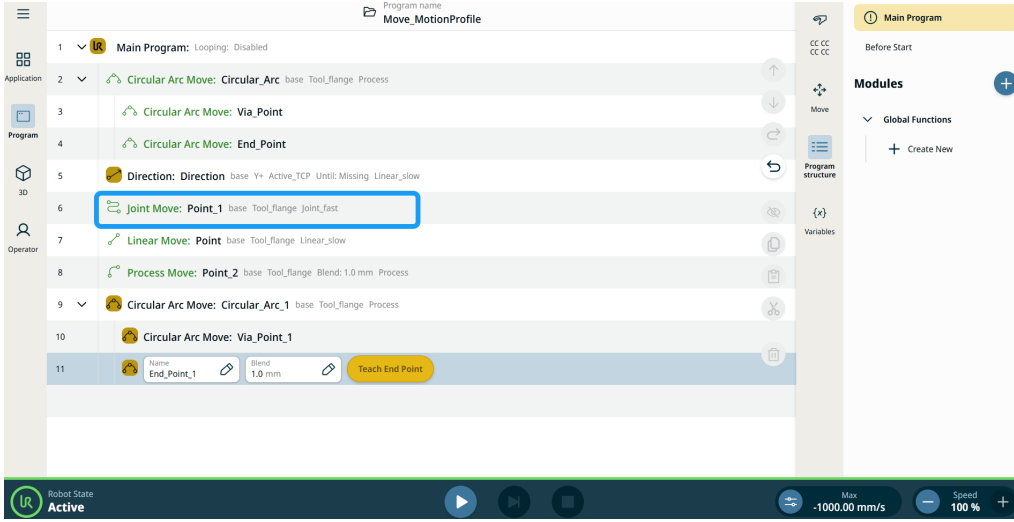 Program name
Move_MotionProfile
Application
Program
3D
Operator
1 Main Program: Looping: Disabled
2 Circular Arc Move: Circular_Arc base Tool_flange Process
3 Circular Arc Move: Via_Point
4 Circular Arc Move: End_Point
5 Direction: Direction base Y+ Active_TCP Until: Missing Linear_slow
6 Joint Move: Point_1 base Tool_flange Joint_fast
7 Linear Move: Point base Tool_flange Linear_slow
8 Process Move: Point_2 base Tool_flange Blend: 1.0 mm Process
9 Circular Arc Move: Circular_Arc_1 base Tool_flange Process
10 Circular Arc Move: Via_Point_1
11 Name End_Point_1 Blend 1.0 mm Teach End Point
CC CC
CC CC
Move
Program
structure
{x}
Variables
Main Program
Before Start
Modules
Global Functions
Create New
UR
Robot State
Active
Max
-1000.00 mm/s
Speed
100 %